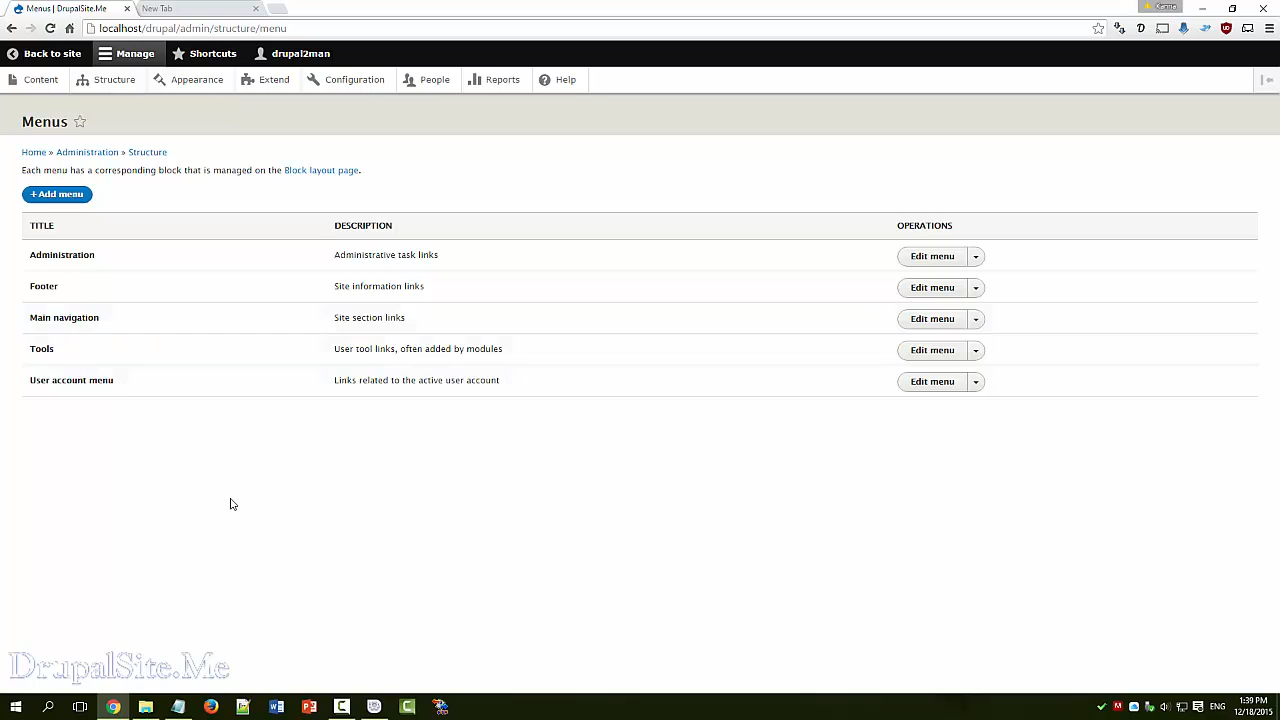 Menus | DrupalSite.Me
New Tab
Karma
localhost/drupal/admin/structure/menu
Back to site
Manage
Shortcuts
drupal2man
Content
Structure
Appearance
Extend
Configuration
People
Reports
Help
Menus
Home » Administration » Structure
Each menu has a corresponding block that is managed on the Block layout page.
+ Add menu
TITLE DESCRIPTION OPERATIONS
Administration Administrative task links Edit menu
Footer Site information links Edit menu
Main navigation Site section links Edit menu
Tools User tool links, often added by modules Edit menu
User account menu Links related to the active user account Edit menu
DrupalSite.Me
ENG
1:39 PM
12/18/2015